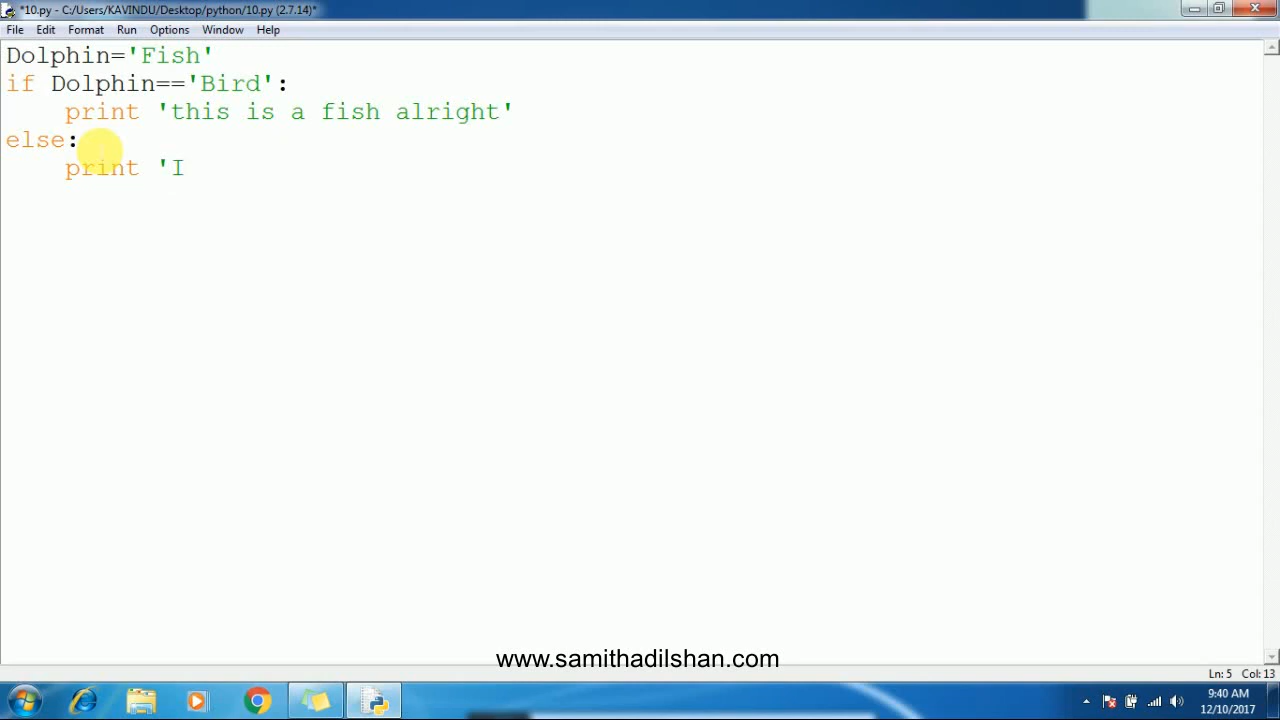 *10.py - C:/Users/KAVINDU/Desktop/python/10.py (2.7.14)*
File Edit Format Run Options Window Help
Dolphin='Fish'
if Dolphin=='Bird':
    print 'this is a fish alright'
else:
    print 'I
www.samithadilshan.com
Ln: 5 Col: 13
9:40 AM
12/10/2017